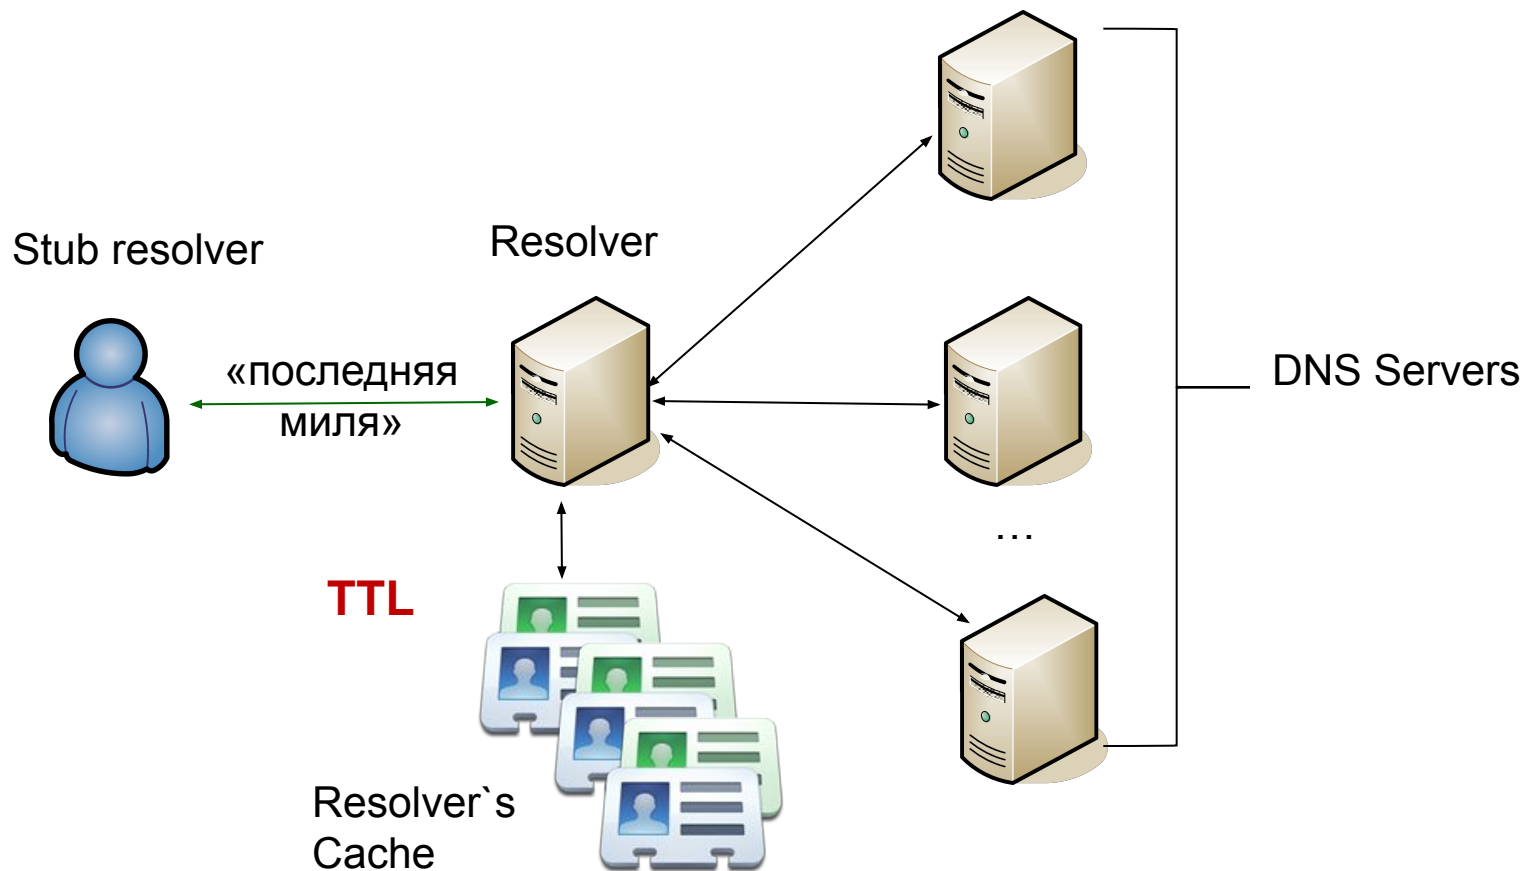 Stub resolver
Resolver
«последняя
миля»
DNS Servers
...
TTL
Resolver`s
Cache